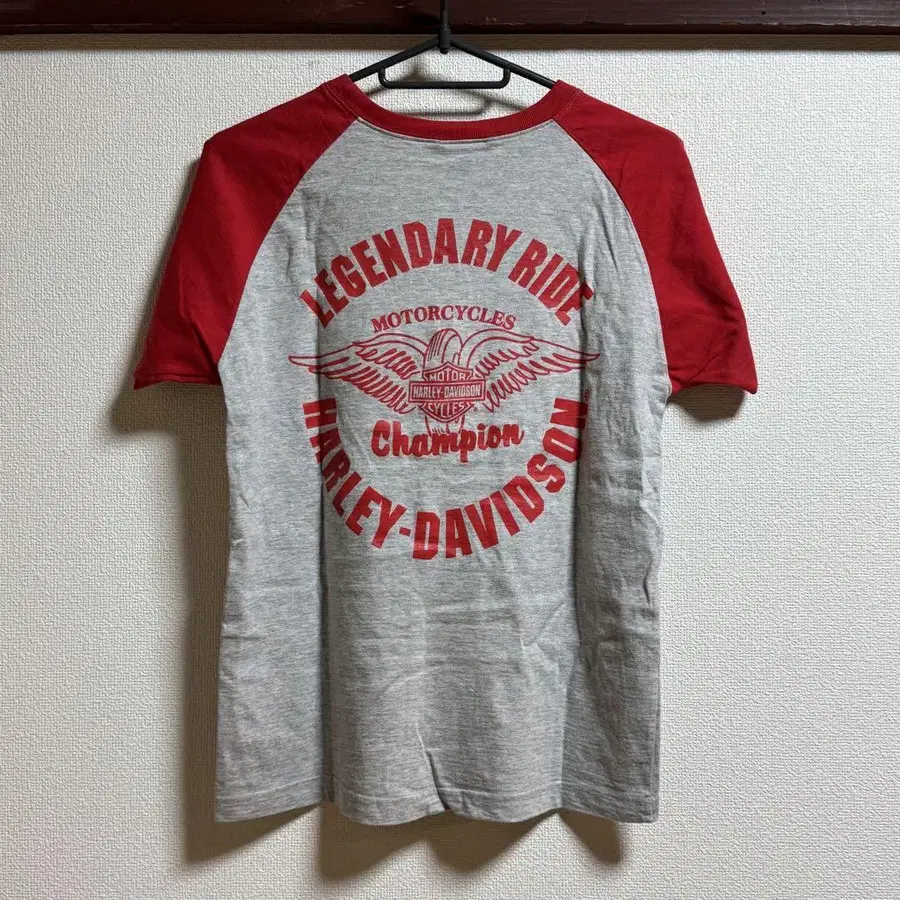 LEGENDARY RIDE
MOTORCYCLES
MOTOR
HARLEY-DAVIDSON
CYCLES
Champion
HARLEY-DAVIDSON
®